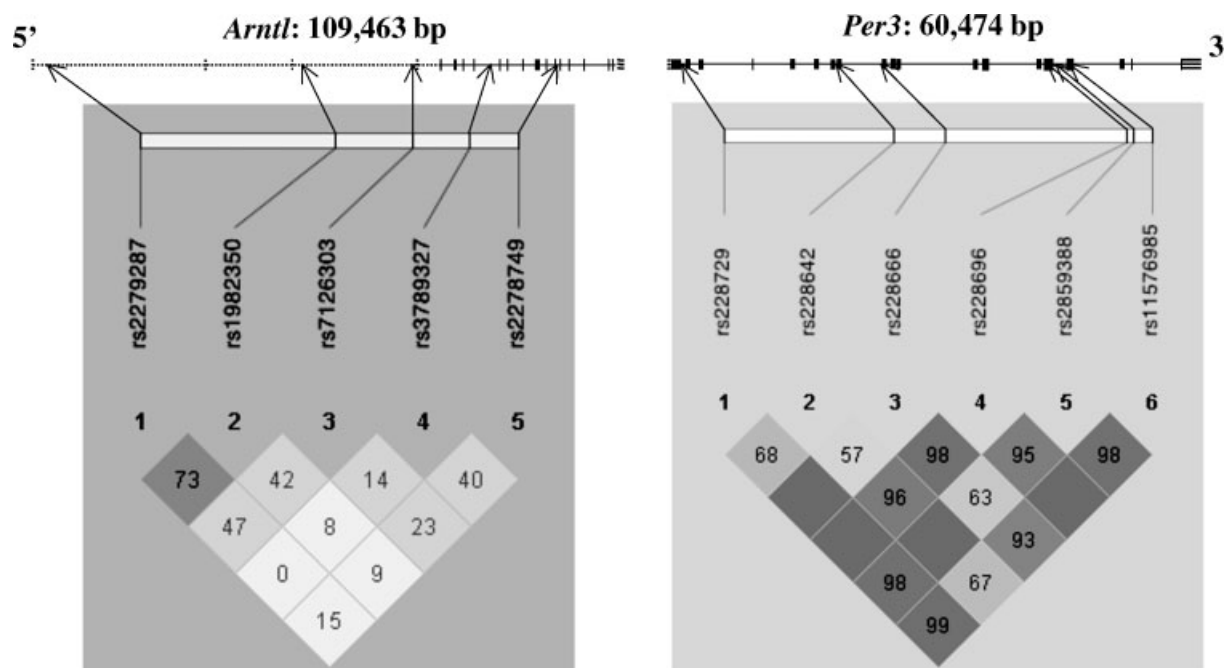 5’
Arntl: 109,463 bp
rs2279287
rs1982350
rs7126303
rs3789327
rs2278749
1 2 3 4 5
73 42 14 40
47 8 23
0 9
15
Per3: 60,474 bp
3
rs228729
rs228642
rs228666
rs228696
rs2859388
rs11576985
1 2 3 4 5 6
68 57 98 95 98
96 63
93
98 67
99